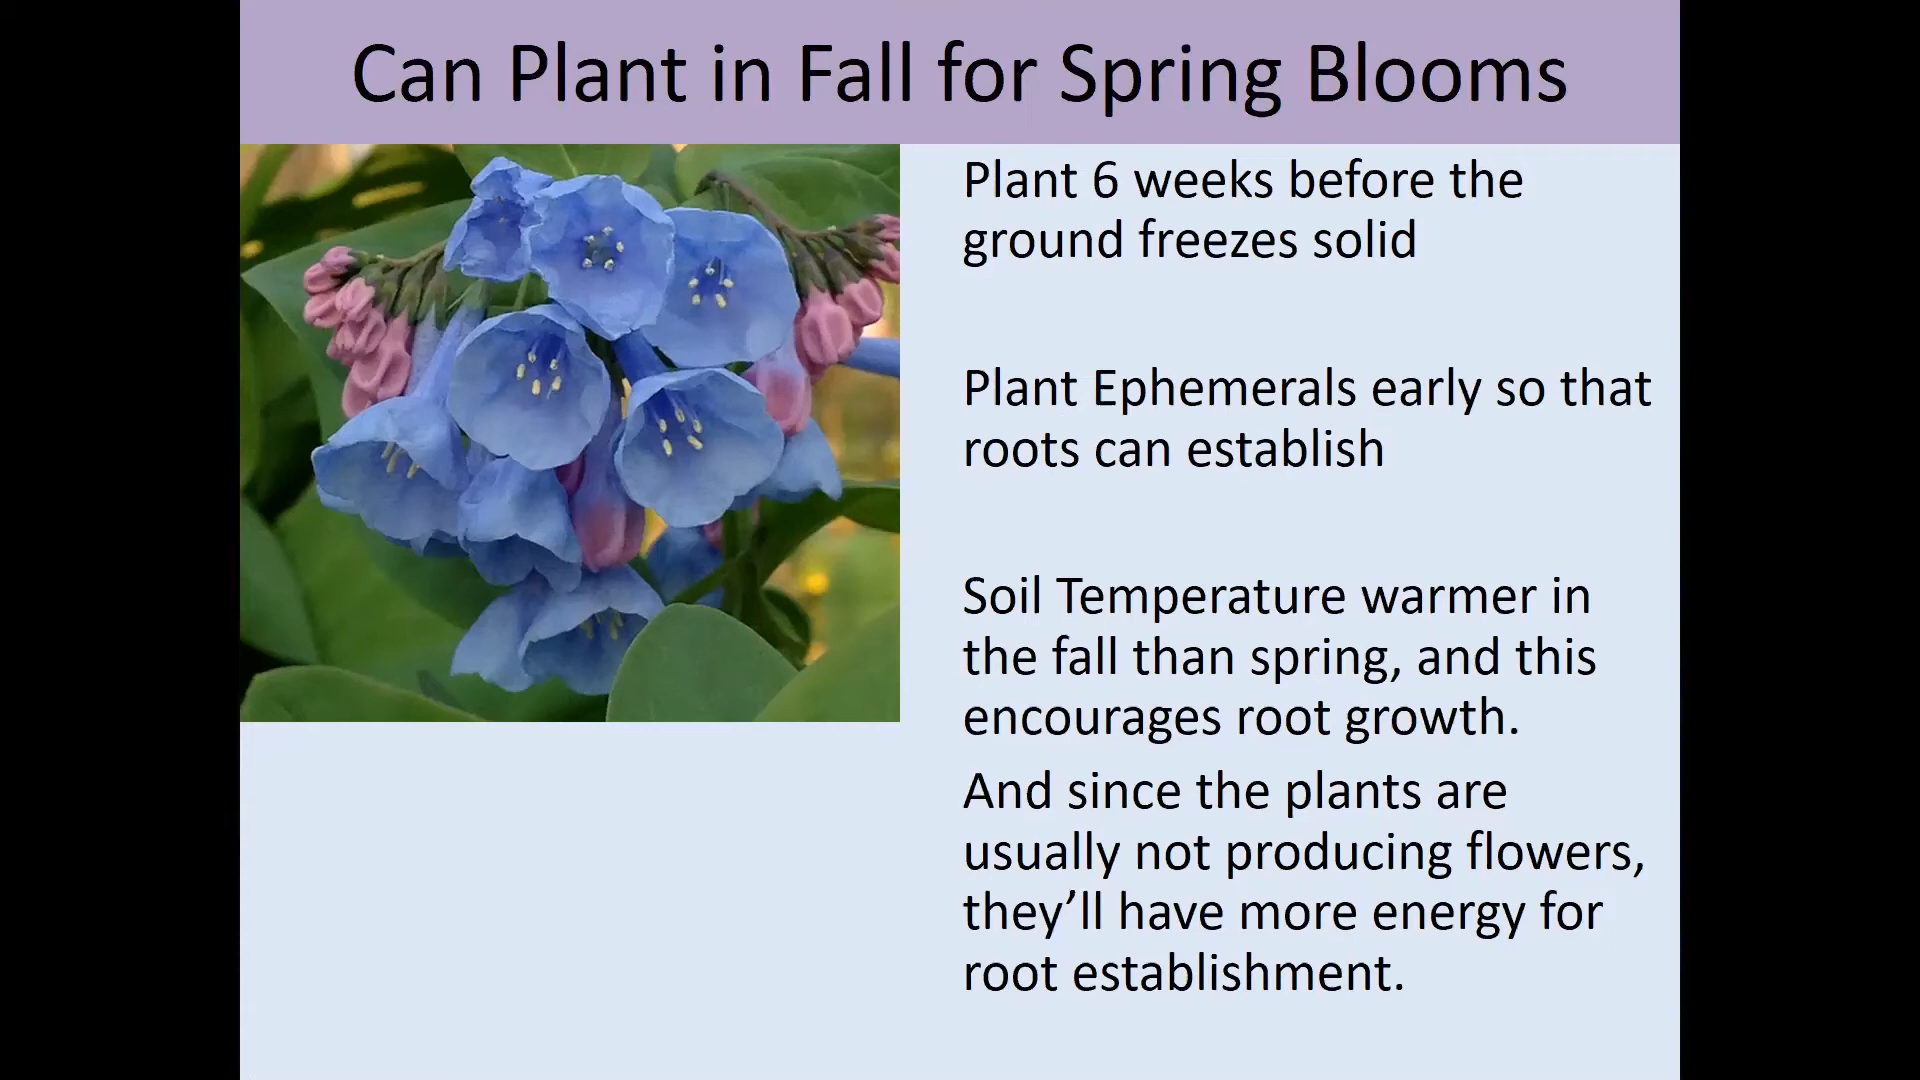 Can Plant in Fall for Spring Blooms
Plant 6 weeks before the
ground freezes solid
Plant Ephemerals early so that
roots can establish
Soil Temperature warmer in
the fall than spring, and this
encourages root growth.
And since the plants are
usually not producing flowers,
they’ll have more energy for
root establishment.